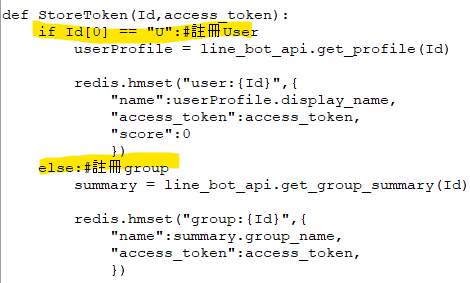 def StoreToken(Id,access_token):
    if Id[0] == "U":#註冊User
        userProfile = line_bot_api.get_profile(Id)
        redis.hmset("user:{Id}",{
            "name":userProfile.display_name,
            "access_token":access_token,
            "score":0
            })
    else:#註冊group
        summary = line_bot_api.get_group_summary(Id)
        redis.hmset("group:{Id}",{
            "name":summary.group_name,
            "access_token":access_token,
            })